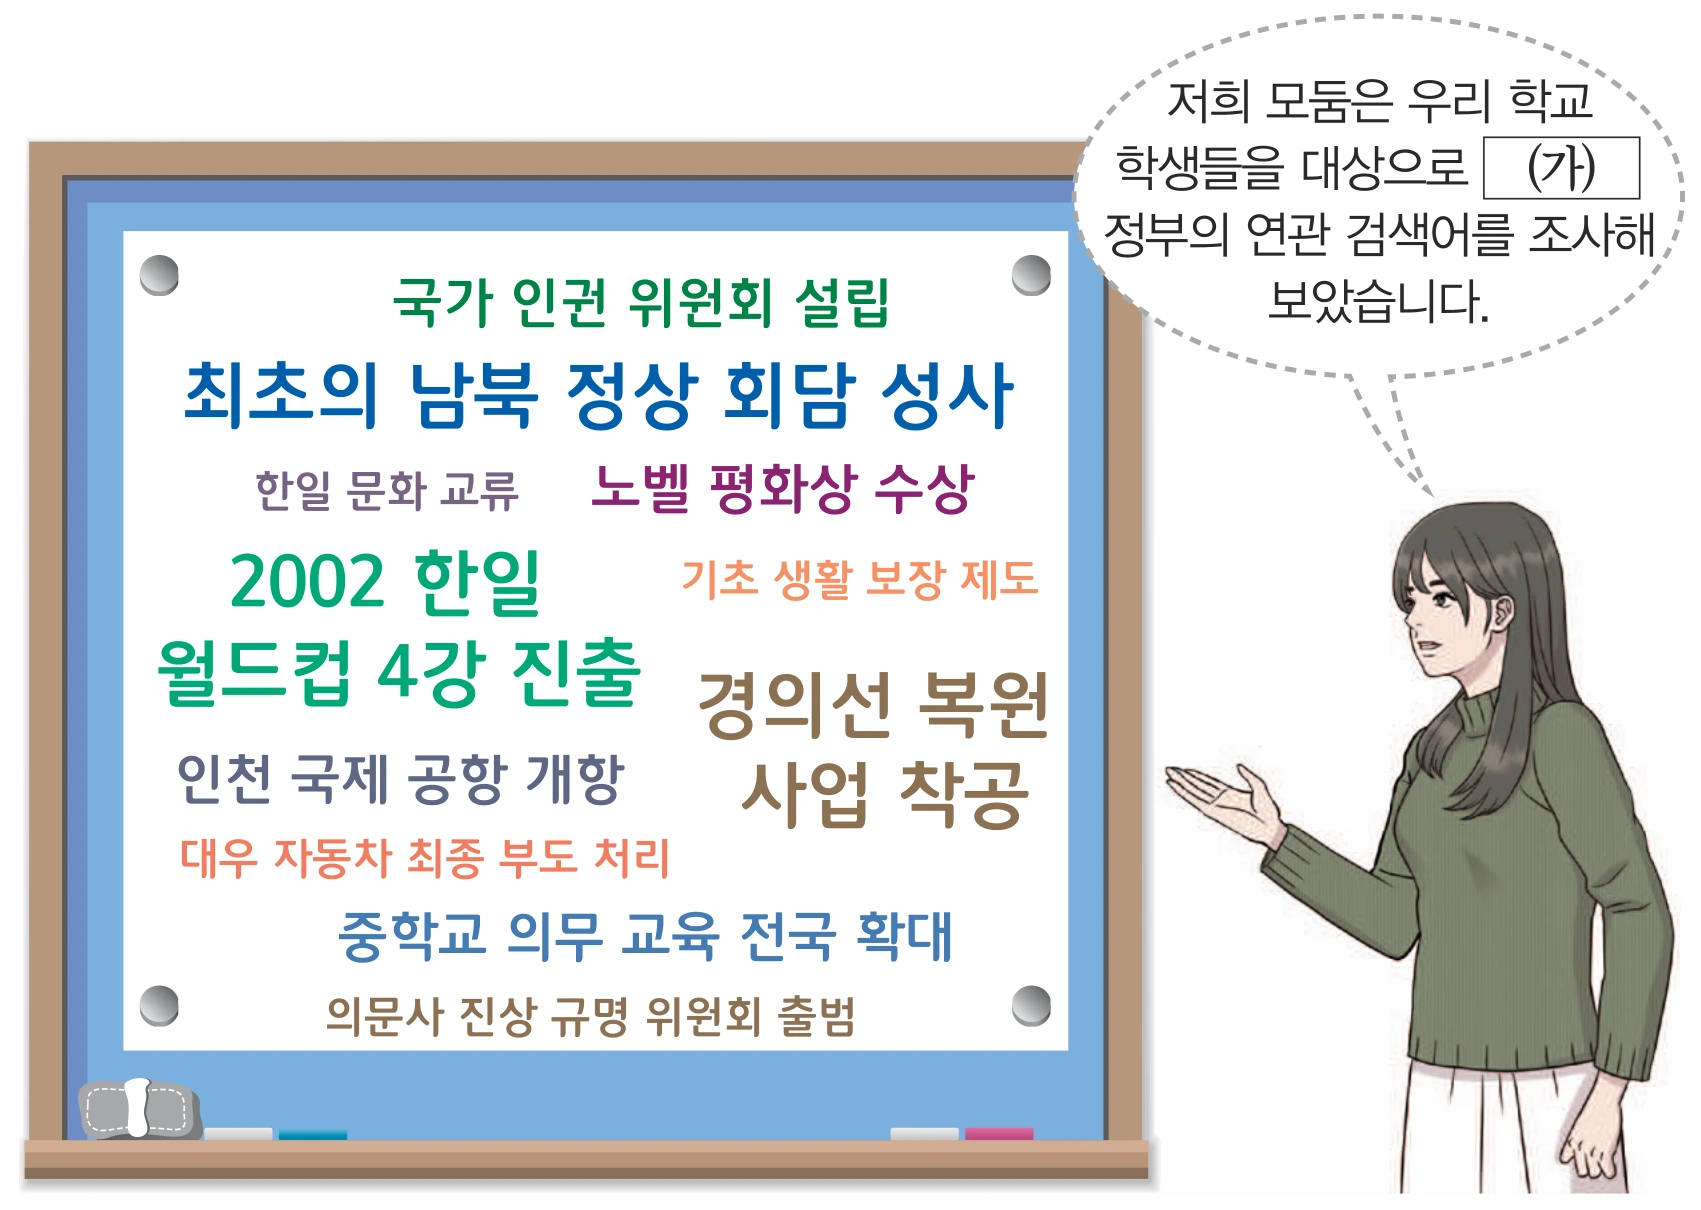 저희 모둠은 우리 학교
학생들을 대상으로 (가)
정부의 연관 검색어를 조사해
보았습니다.
국가 인권 위원회 설립
최초의 남북 정상 회담 성사
한일 문화 교류 노벨 평화상 수상
2002 한일
월드컵 4강 진출
기초 생활 보장 제도
경의선 복원
사업 착공
인천 국제 공항 개항
대우 자동차 최종 부도 처리
중학교 의무 교육 전국 확대
의문사 진상 규명 위원회 출범